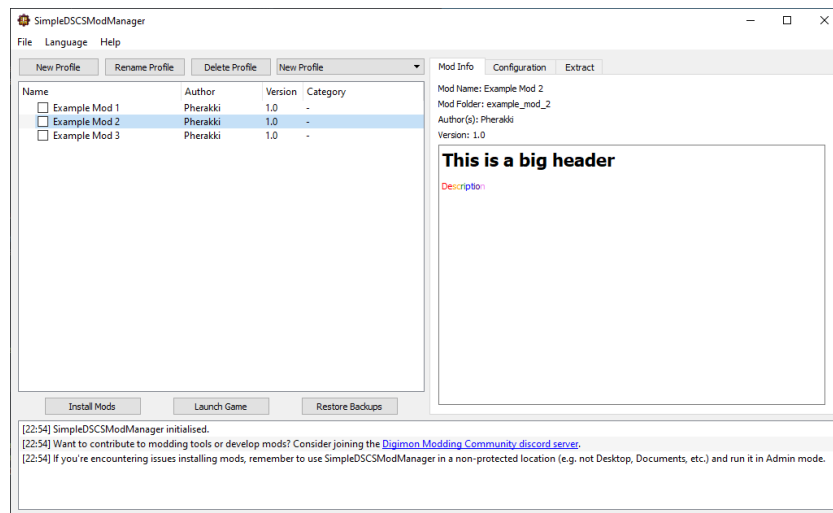 SimpleDSCSModManager
File Language Help
New Profile Rename Profile Delete Profile New Profile
Name Author Version Category
Example Mod 1 Pherakki 1.0 -
Example Mod 2 Pherakki 1.0 -
Example Mod 3 Pherakki 1.0 -
Install Mods Launch Game Restore Backups
Mod Info Configuration Extract
Mod Name: Example Mod 2
Mod Folder: example_mod_2
Author(s): Pherakki
Version: 1.0
This is a big header
Description
[22:54] SimpleDSCSModManager initialised.
[22:54] Want to contribute to modding tools or develop mods? Consider joining the Digimon Modding Community discord server.
[22:54] If you're encountering issues installing mods, remember to use SimpleDSCSModManager in a non-protected location (e.g. not Desktop, Documents, etc.) and run it in Admin mode.